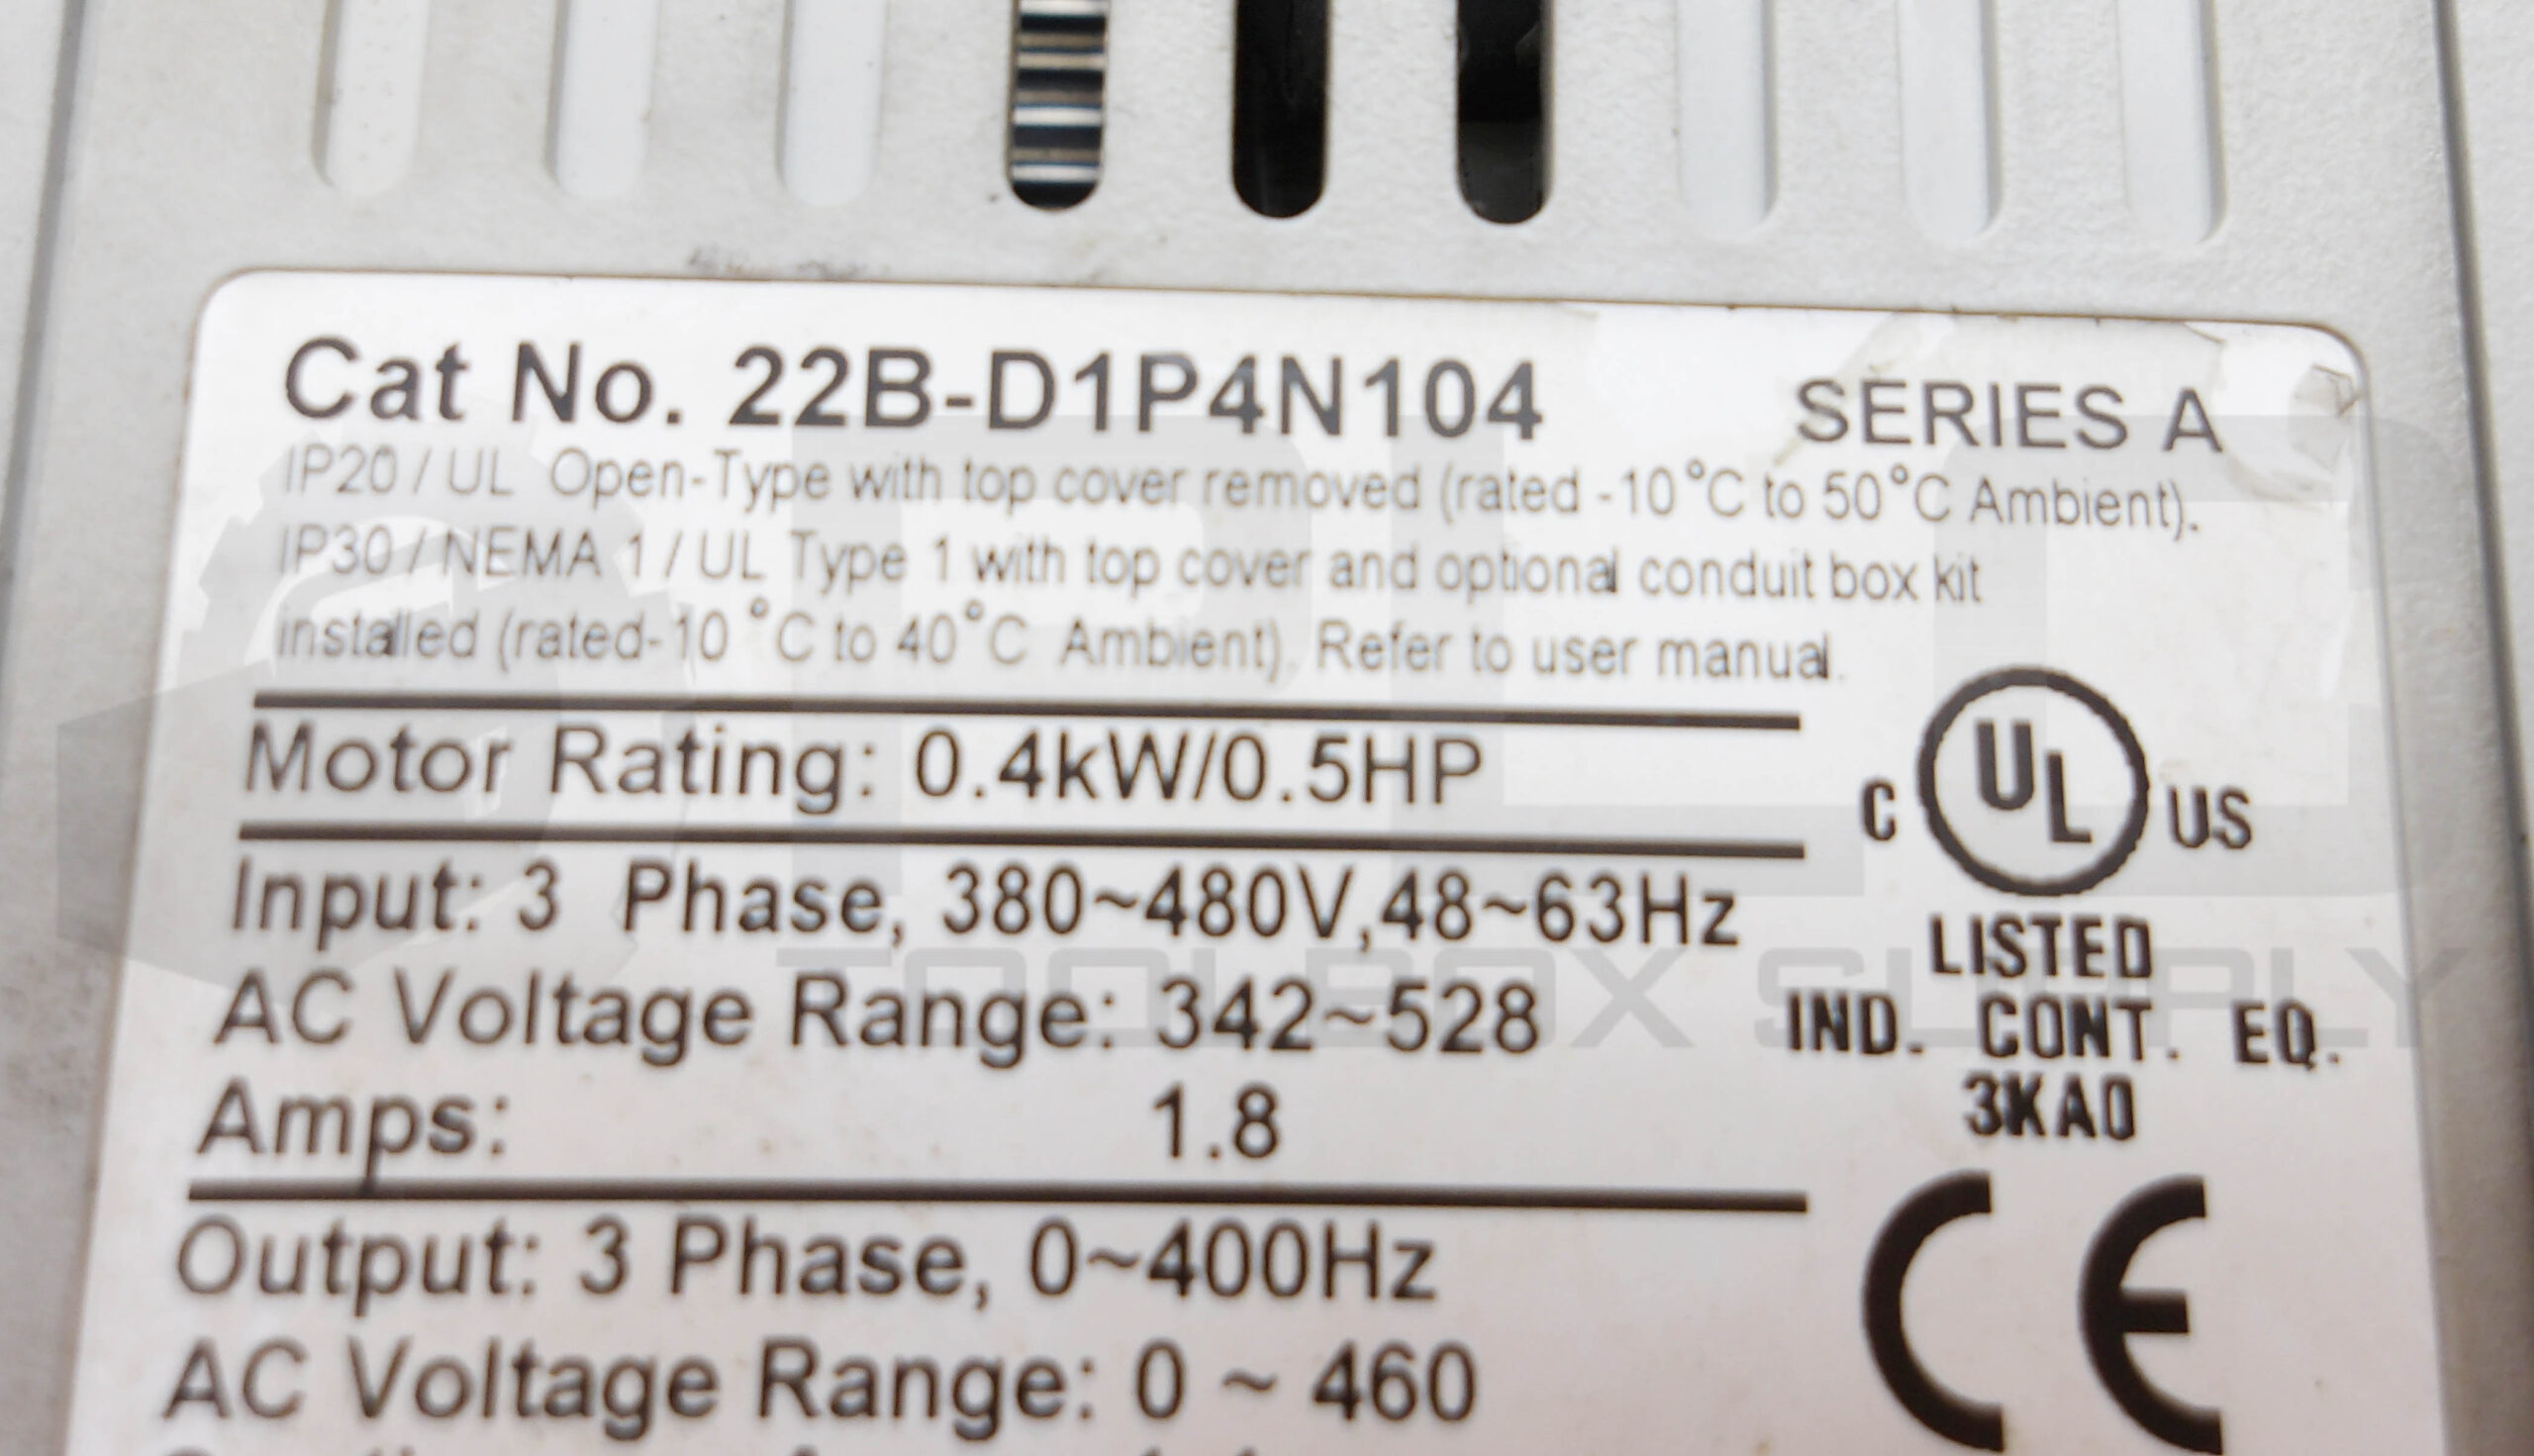 Cat No. 22B-D1P4N104 SERIES A
IP20 / UL Open-Type with top cover removed (rated -10°C to 50°C Ambient).
IP30 / NEMA 1 / UL Type 1 with top cover and optional conduit box kit
installed (rated-10°C to 40°C Ambient). Refer to user manual.
Motor Rating: 0.4kW/0.5HP
Input: 3 Phase, 380~480V,48~63Hz
AC Voltage Range: 342~528
Amps: 1.8
Output: 3 Phase, 0~400Hz
AC Voltage Range: 0 ~ 460
C UL US
LISTED
IND. CONT. EQ.
3KA0
CE
PLC
TOOLBOX SUPPLY